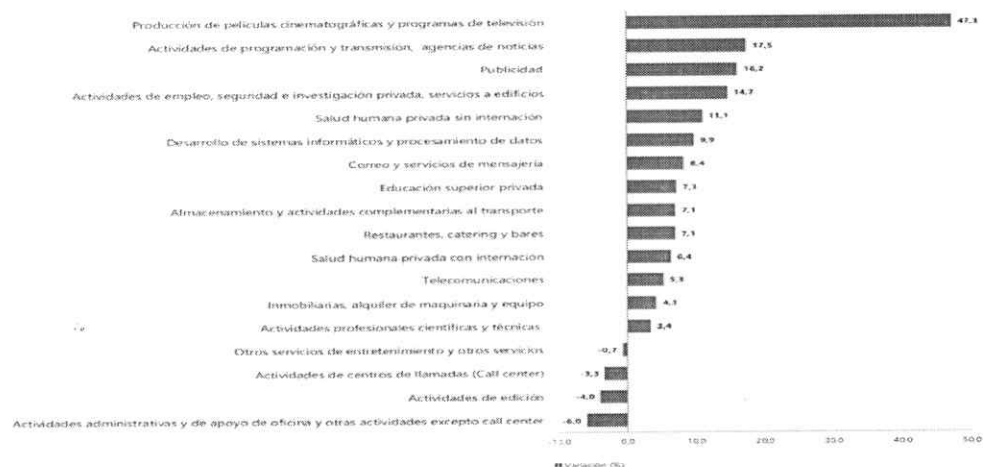 Producción de películas cinematográficas y programas de televisión 47,3
Actividades de programación y transmision, agencias de noticias 17,5
Publicidad 16,2
Actividades de empleo, seguridad e investigación privada, servicios a edificios 14,7
Salud humana privada sin internación 11,1
Desarrollo de sistemas informáticos y procesamiento de datos 9,9
Correo y servicios de mensajería 8,4
Educación superior privada 7,3
Almacenamiento y actividades complementarias al transporte 7,1
Restaurantes, catering y bares 7,1
Salud humana privada con internación 6,4
Telecomunicaciones 5,3
Inmobiliarias, alquiler de maquinaria y equipo 4,3
Actividades profesionales científicas y técnicas 3,4
Otros servicios de entretenimiento y otros servicios -0,7
Actividades de centros de llamadas (Call center) -3,3
Actividades de edición -4,0
Actividades administrativas y de apoyo de oficina y otras actividades excepto call center -6,0
-10,0 0,0 10,0 20,0 30,0 40,0 50,0
Variación (%)